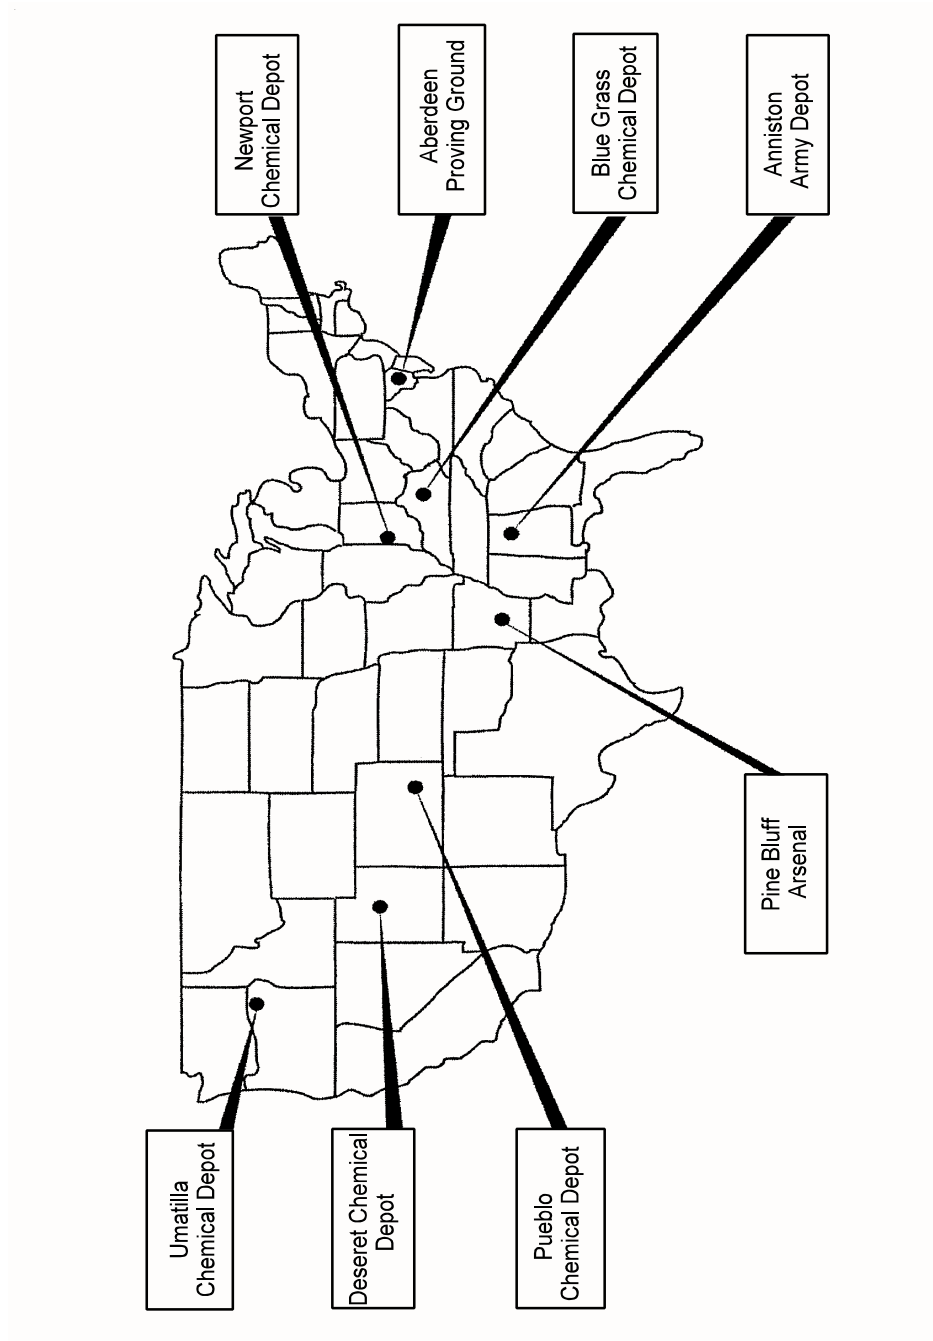 Newport
Chemical Depot
Aberdeen
Proving Ground
Blue Grass
Chemical Depot
Anniston
Army Depot
Umatilla
Chemical Depot
Deseret Chemical
Depot
Pueblo
Chemical Depot
Pine Bluff
Arsenal